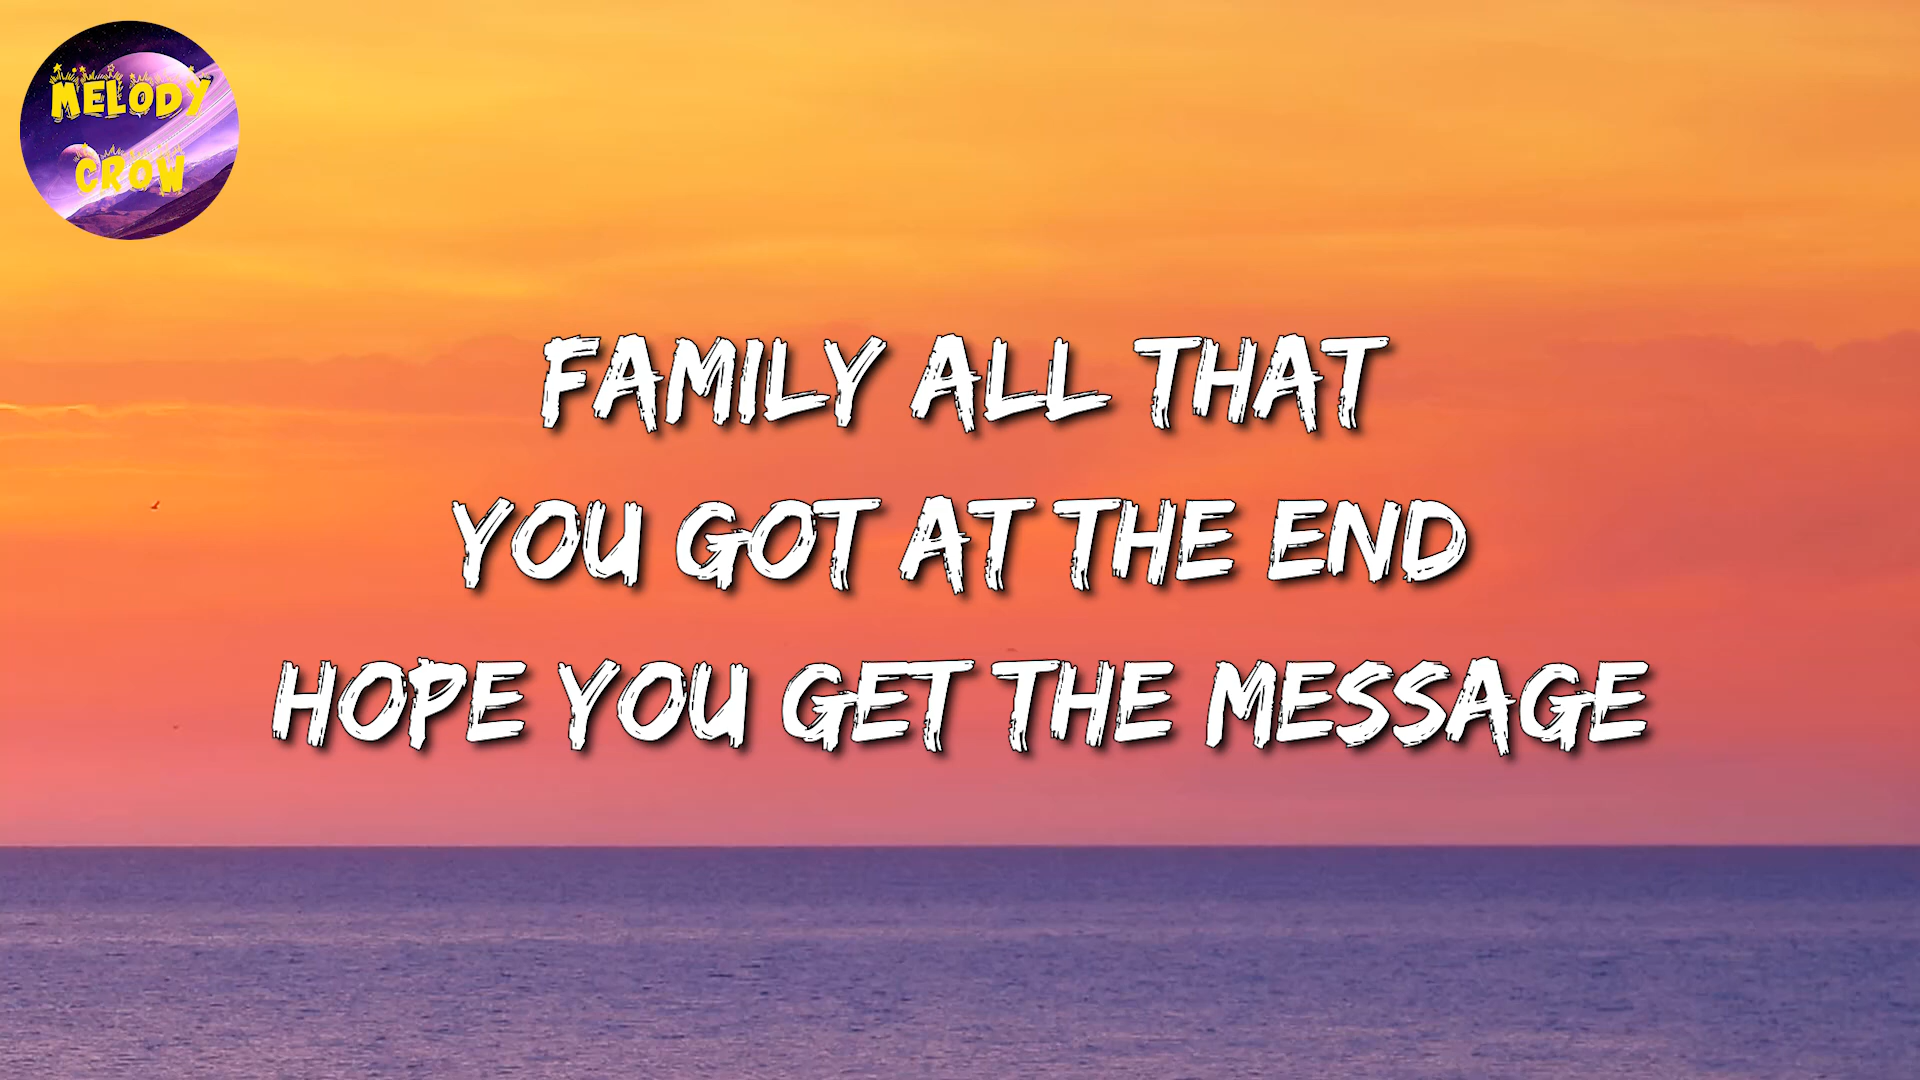 MELODY
CROW
FAMILY ALL THAT
YOU GOT AT THE END
HOPE YOU GET THE MESSAGE